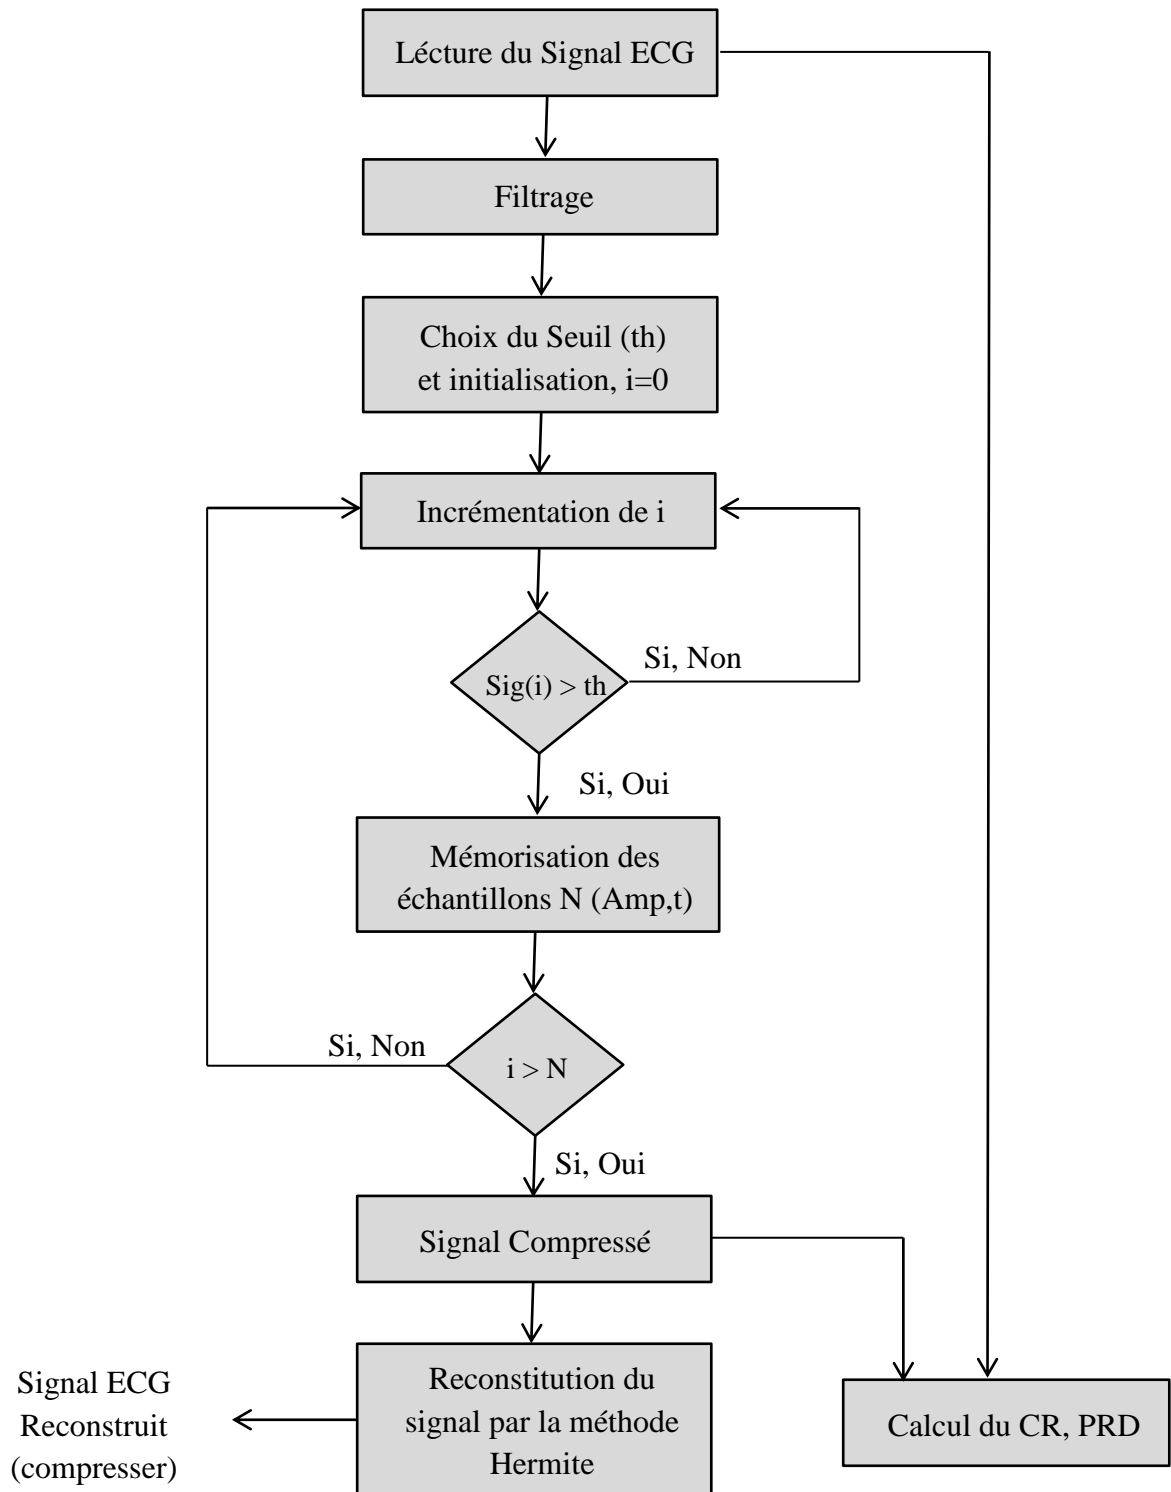 Lécture du Signal ECG
Filtrage
Choix du Seuil (th)
et initialisation, i=0
Incrémentation de i
Sig(i) > th
Si, Non
Si, Oui
Mémorisation des
échantillons N (Amp,t)
Si, Non
i > N
Si, Oui
Signal Compressé
Reconstitution du
signal par la méthode
Hermite
Signal ECG
Reconstruit
(compresser)
Calcul du CR, PRD